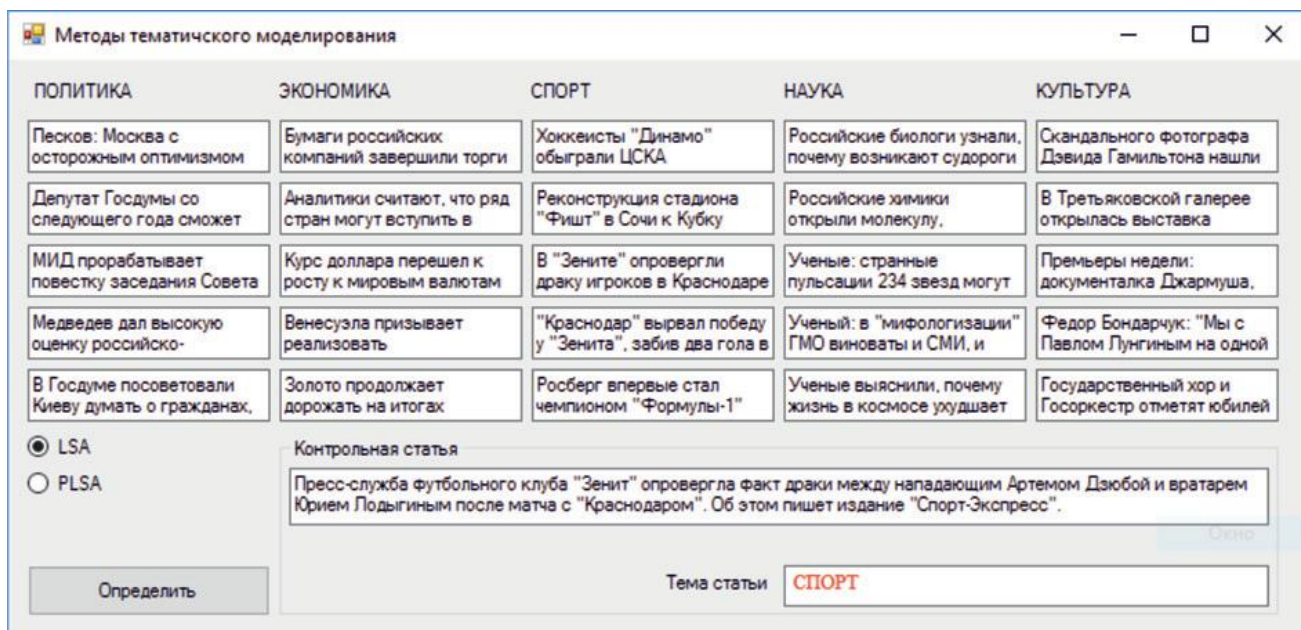 Методы тематичского моделирования
ПОЛИТИКА
ЭКОНОМИКА
СПОРТ
НАУКА
КУЛЬТУРА
Песков: Москва с
осторожным оптимизмом
Бумаги российских
компаний завершили торги
Хоккеисты "Динамо"
обыграли ЦСКА
Российские биологи узнали,
почему возникают судороги
Скандального фотографа
Дэвида Гамильтона нашли
Депутат Госдумы со
следующего года сможет
Аналитики считают, что ряд
стран могут вступить в
Реконструкция стадиона
"Фишт" в Сочи к Кубку
Российские химики
открыли молекулу,
В Третьяковской галерее
открылась выставка
МИД прорабатывает
повестку заседания Совета
Курс доллара перешел к
росту к мировым валютам
В "Зените" опровергли
драку игроков в Краснодаре
Ученые: странные
пульсации 234 звезд могут
Премьеры недели:
документалка Джармуша,
Медведев дал высокую
оценку российско-
Венесуэла призывает
реализовать
"Краснодар" вырвал победу
у "Зенита", забив два гола в
Ученый: в "мифологизации"
ГМО виноваты и СМИ, и
Федор Бондарчук: "Мы с
Павлом Лунгиным на одной
В Госдуме посоветовали
Киеву думать о гражданах,
Золото продолжает
дорожать на итогах
Росберг впервые стал
чемпионом "Формулы-1"
Ученые выяснили, почему
жизнь в космосе ухудшает
Государственный хор и
Госоркестр отметят юбилей
LSA
PLSA
Контрольная статья
Пресс-служба футбольного клуба "Зенит" опровергла факт драки между нападающим Артемом Дзюбой и вратарем
Юрием Лодыгиным после матча с "Краснодаром". Об этом пишет издание "Спорт-Экспресс".
Окно
Определить
Тема статьи
СПОРТ